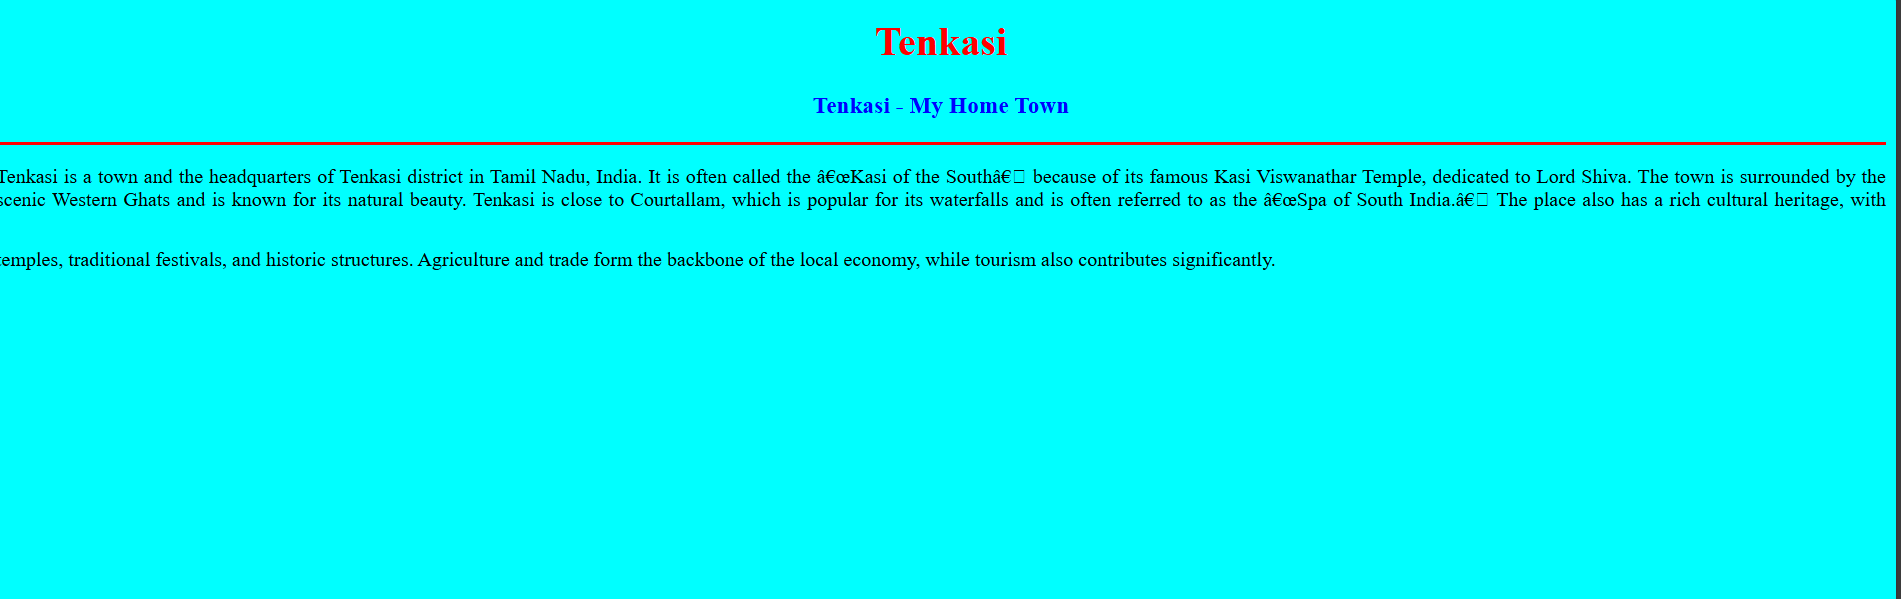 Tenkasi
Tenkasi - My Home Town
Tenkasi is a town and the headquarters of Tenkasi district in Tamil Nadu, India. It is often called the â€œKasi of the Southâ€□ because of its famous Kasi Viswanathar Temple, dedicated to Lord Shiva. The town is surrounded by the
scenic Western Ghats and is known for its natural beauty. Tenkasi is close to Courtallam, which is popular for its waterfalls and is often referred to as the â€œSpa of South India.â€□ The place also has a rich cultural heritage, with
temples, traditional festivals, and historic structures. Agriculture and trade form the backbone of the local economy, while tourism also contributes significantly.